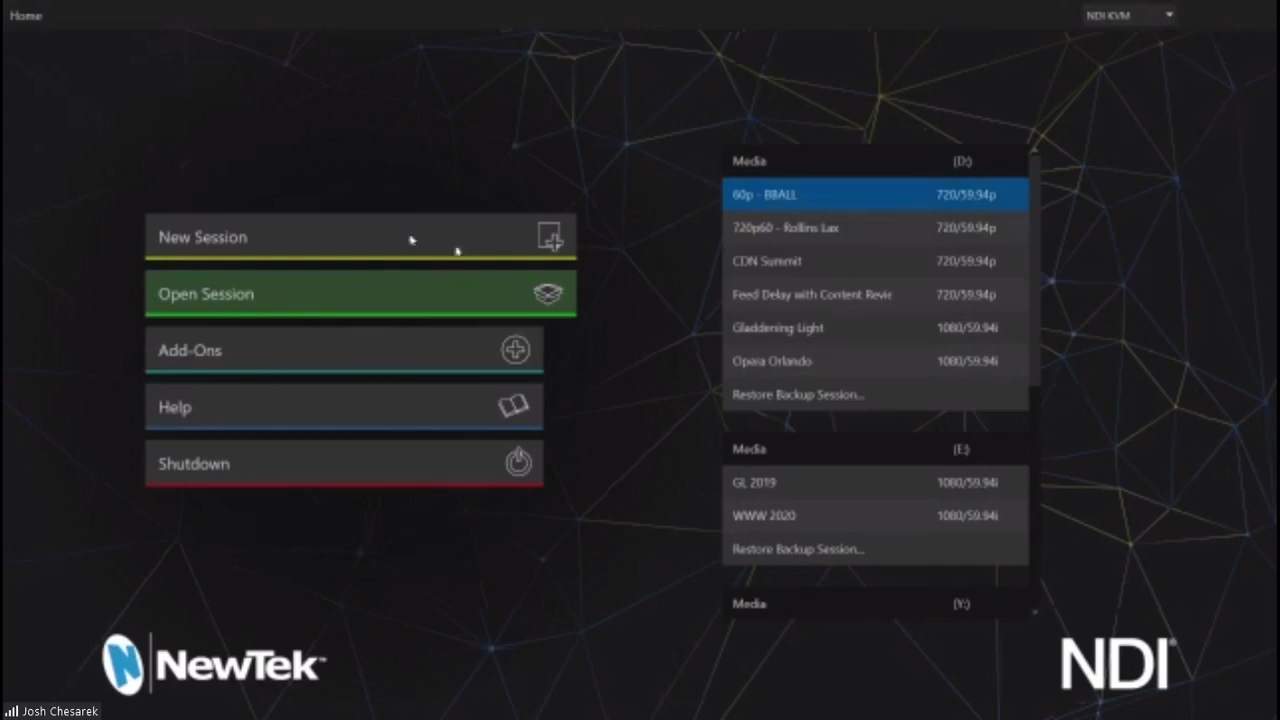 Home
NDI KVM
New Session
Open Session
Add-Ons
Help
Shutdown
Media (D:)
60p - BBALL 720/59.94p
720p60 - Rollins Lax 720/59.94p
CDN Summit 720/59.94p
Feed Delay with Content Revie 720/59.94p
Gladdening Light 1080/59.94i
Opera Orlando 1080/59.94i
Restore Backup Session...
Media (E:)
GL 2019 1080/59.94i
WWW 2020 1080/59.94i
Restore Backup Session...
Media (Y:)
NewTek™
NDI®
Josh Chesarek